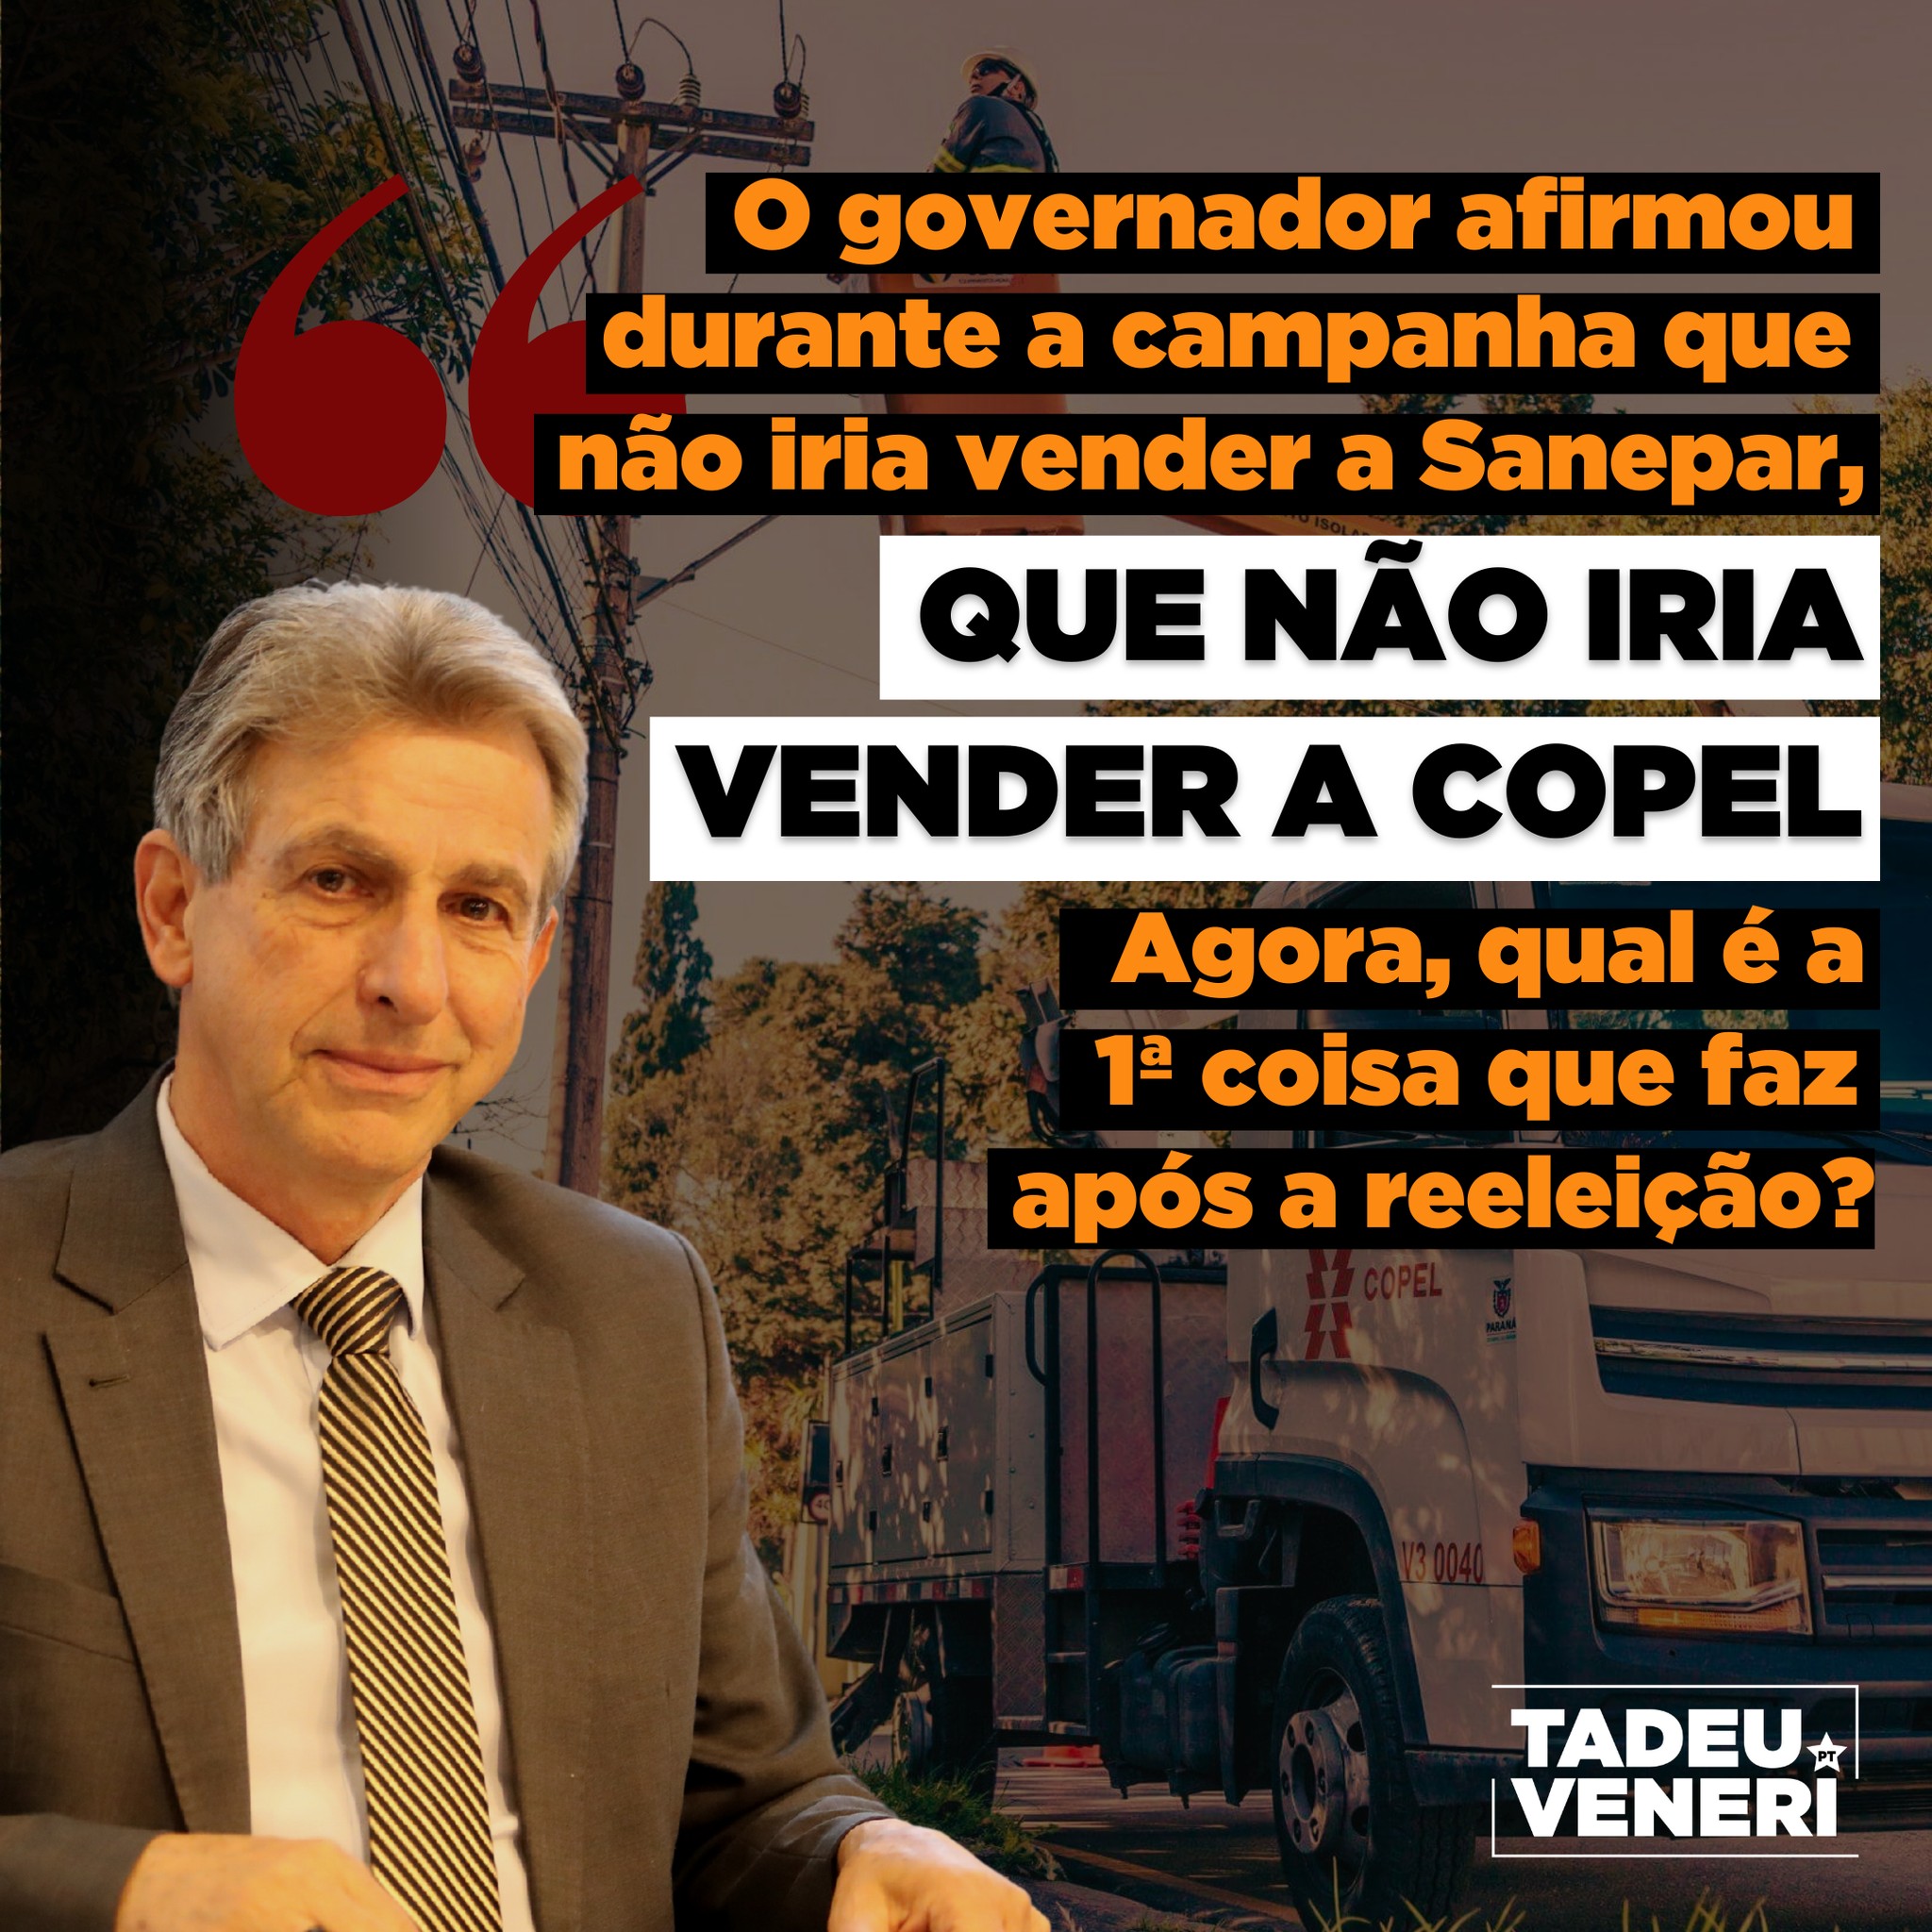 O governador afirmou
durante a campanha que
não iria vender a Sanepar,
QUE NÃO IRIA
VENDER A COPEL
Agora, qual é a
1ª coisa que faz
após a reeleição?
COPEL
PARANÁ
V3 0040
TADEU
PT
VENERI